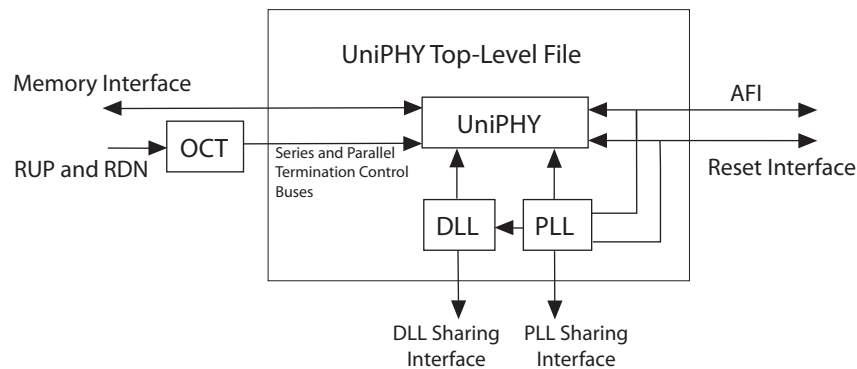 UniPHY Top-Level File
Memory Interface
UniPHY
AFI
OCT
RUP and RDN
Series and Parallel
Termination Control
Buses
Reset Interface
DLL
PLL
DLL Sharing
Interface
PLL Sharing
Interface